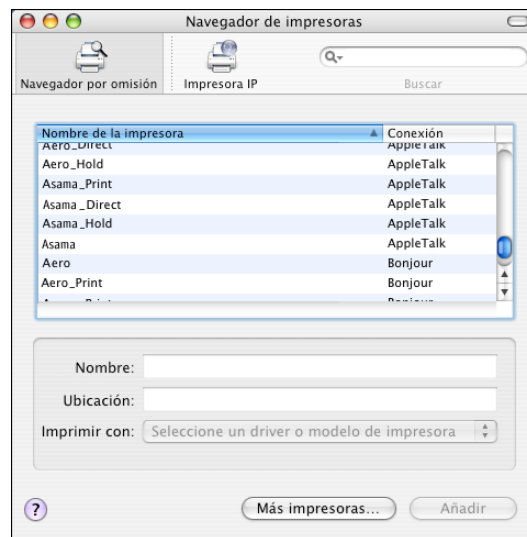 Navegador de impresoras
Navegador por omisión
Impresora IP
Buscar
Nombre de la impresora Conexión
Aero_Direct AppleTalk
Aero_Hold AppleTalk
Asama_Print AppleTalk
Asama_Direct AppleTalk
Asama_Hold AppleTalk
Asama AppleTalk
Aero Bonjour
Aero_Print Bonjour
Nombre:
Ubicación:
Imprimir con: Seleccione un driver o modelo de impresora
? Más impresoras... Añadir